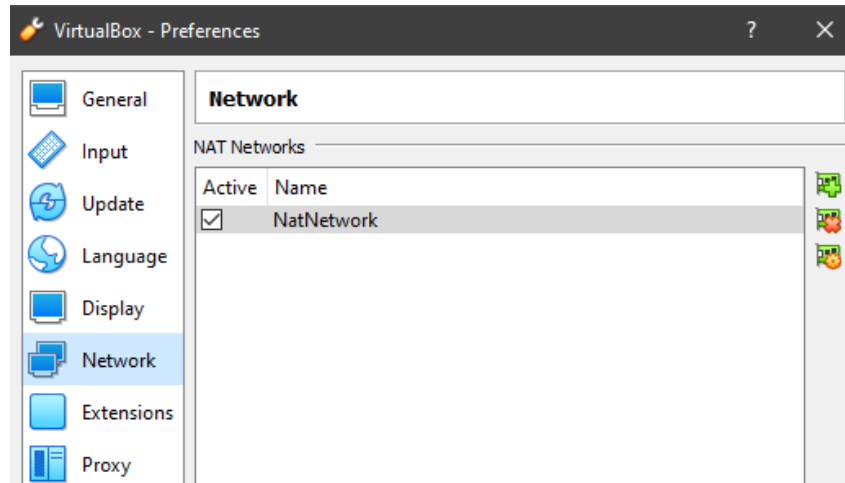 VirtualBox - Preferences ?
General
Input
Update
Language
Display
Network
Extensions
Proxy
Network
NAT Networks
Active Name
NatNetwork